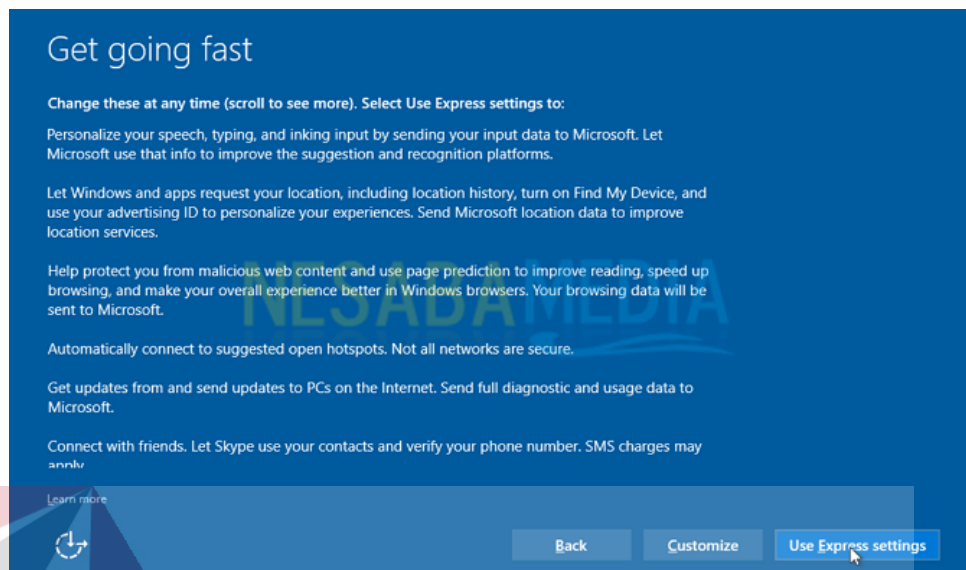 Get going fast
Change these at any time (scroll to see more). Select Use Express settings to:
Personalize your speech, typing, and inking input by sending your input data to Microsoft. Let
Microsoft use that info to improve the suggestion and recognition platforms.
Let Windows and apps request your location, including location history, turn on Find My Device, and
use your advertising ID to personalize your experiences. Send Microsoft location data to improve
location services.
Help protect you from malicious web content and use page prediction to improve reading, speed up
browsing, and make your overall experience better in Windows browsers. Your browsing data will be
sent to Microsoft.
NESABAMEDIA
Automatically connect to suggested open hotspots. Not all networks are secure.
Get updates from and send updates to PCs on the Internet. Send full diagnostic and usage data to
Microsoft.
Connect with friends. Let Skype use your contacts and verify your phone number. SMS charges may
apply
Learn more
Back
Customize
Use Express settings